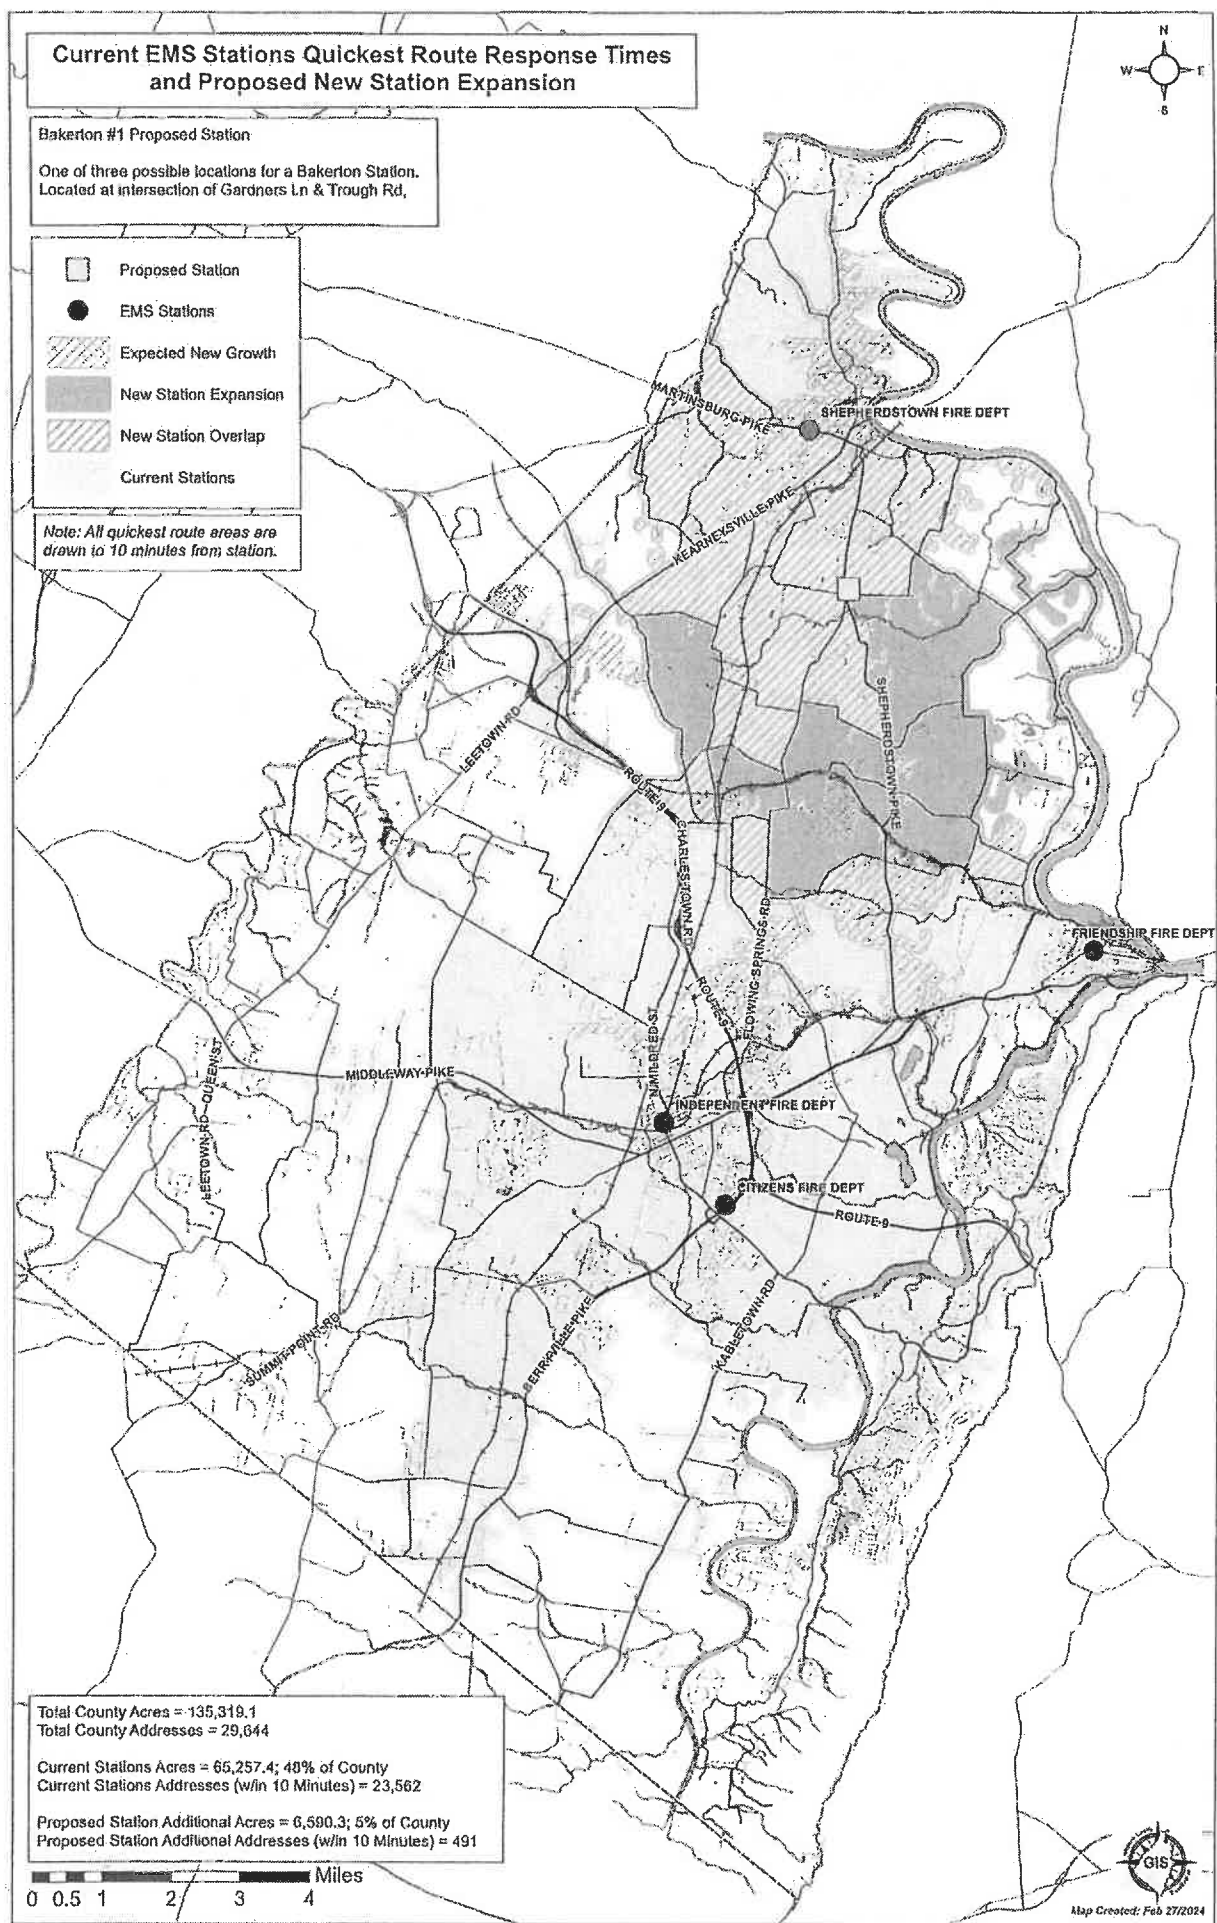 Current EMS Stations Quickest Route Response Times
and Proposed New Station Expansion
N
W
E
S
Bakerton #1 Proposed Station
One of three possible locations for a Bakerton Station.
Located at intersection of Gardners Ln & Trough Rd,
Proposed Station
EMS Stations
Expected New Growth
New Station Expansion
New Station Overlap
Current Stations
Note: All quickest route areas are
drawn to 10 minutes from station.
MARTINSBURG PIKE
SHEPHERDSTOWN FIRE DEPT
KEARNEYSVILLE PIKE
SHEPHERDSTOWN PIKE
LEETOWN RD
ROUTE 9
CHARLES TOWN RD
FLOWING SPRINGS RD
FRIENDSHIP FIRE DEPT
ROUTE 9
N MILDRED ST
MIDDLEWAY PIKE
LEETOWN RD
QUEEN ST
INDEPENDENT FIRE DEPT
CITIZENS FIRE DEPT
ROUTE 9
SUMMIT POINT RD
BERRYVILLE PIKE
KABLETOWN RD
Total County Acres = 135,319.1
Total County Addresses = 29,644
Current Stations Acres = 65,257.4; 48% of County
Current Stations Addresses (w/in 10 Minutes) = 23,562
Proposed Station Additional Acres = 6,590.3; 5% of County
Proposed Station Additional Addresses (w/in 10 Minutes) = 491
Miles
0 0.5 1 2 3 4
GIS
Map Created: Feb 27/2024